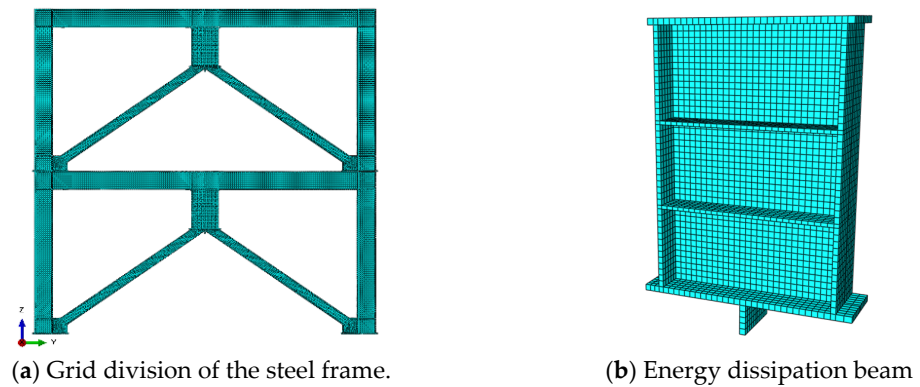 Z
Y
(a) Grid division of the steel frame.
(b) Energy dissipation beam